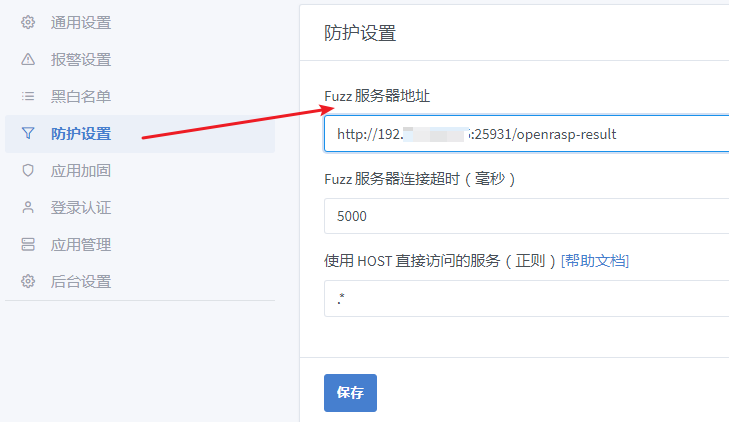 通用设置
报警设置
黑白名单
防护设置
应用加固
登录认证
应用管理
后台设置
防护设置
Fuzz 服务器地址
http://192. :25931/openrasp-result
Fuzz 服务器连接超时（毫秒）
5000
使用 HOST 直接访问的服务（正则）[帮助文档]
.*
保存